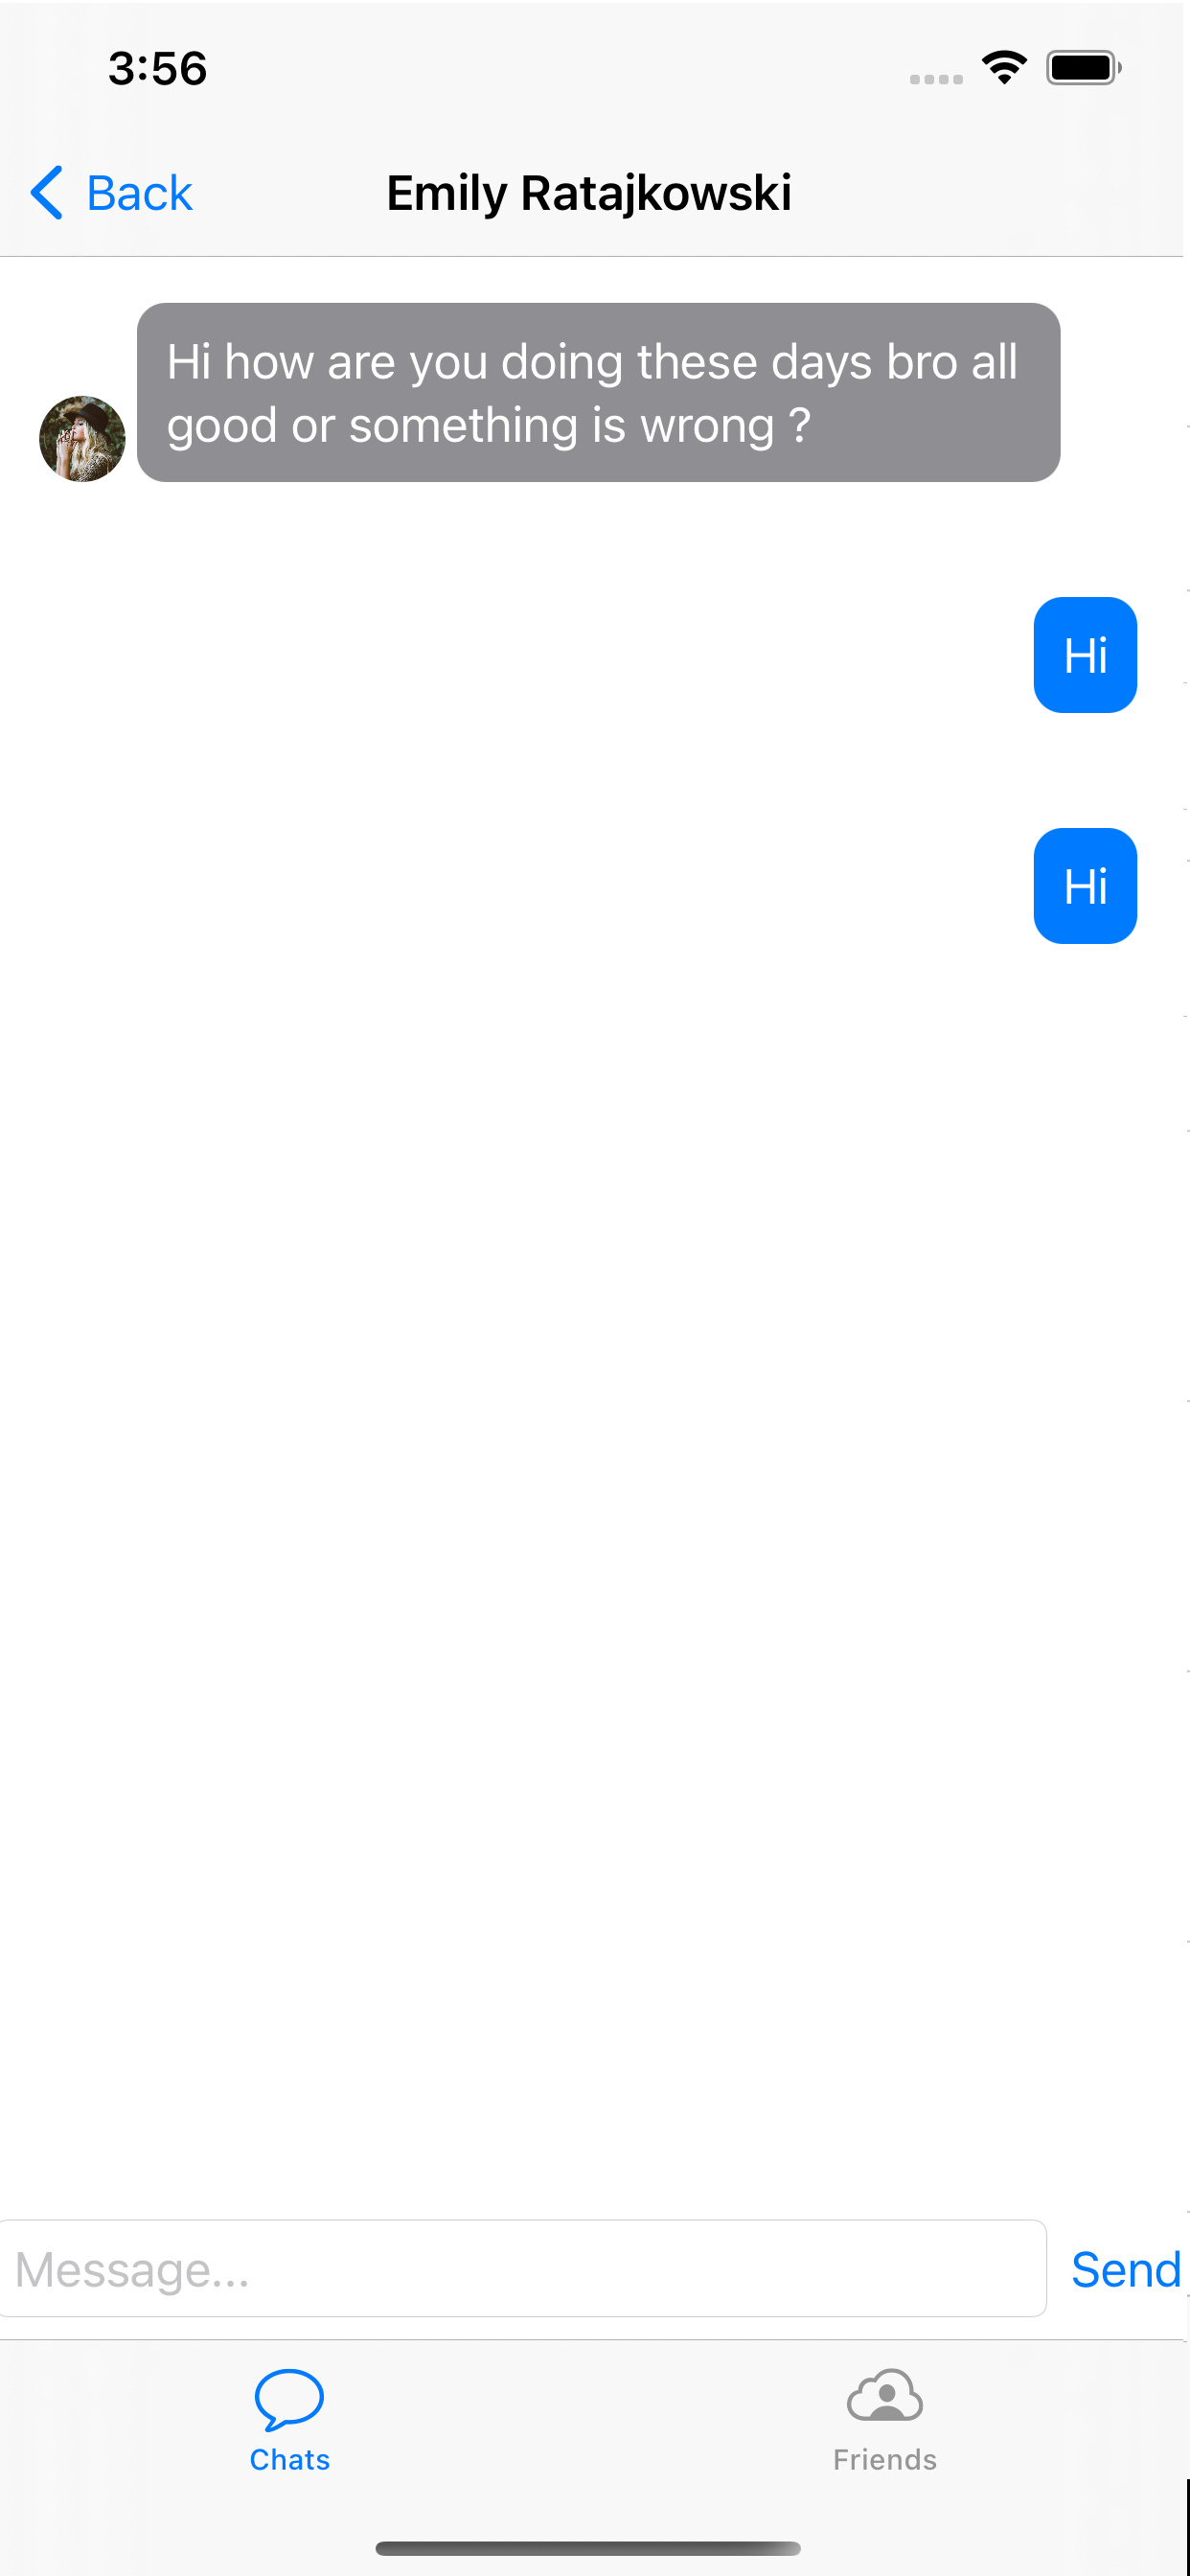 3:56
Back
Emily Ratajkowski
Hi how are you doing these days bro all
good or something is wrong ?
Hi
Hi
Message...
Send
Chats
Friends